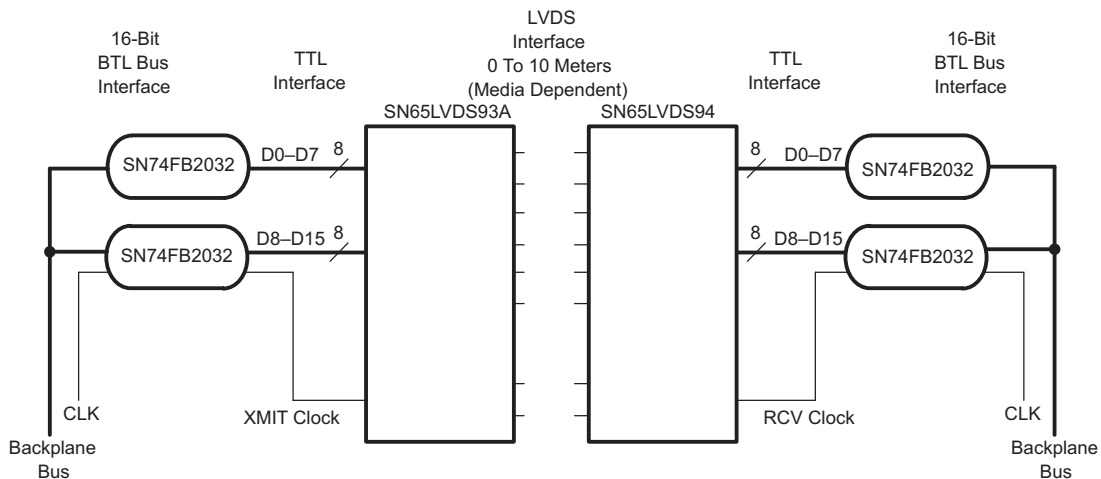 16-Bit
BTL Bus
Interface
TTL
Interface
LVDS
Interface
0 To 10 Meters
(Media Dependent)
TTL
Interface
16-Bit
BTL Bus
Interface
SN65LVDS93A
SN65LVDS94
SN74FB2032
D0–D7
8
8
D0–D7
SN74FB2032
SN74FB2032
D8–D15
8
8
D8–D15
SN74FB2032
CLK
XMIT Clock
RCV Clock
CLK
Backplane
Bus
Backplane
Bus